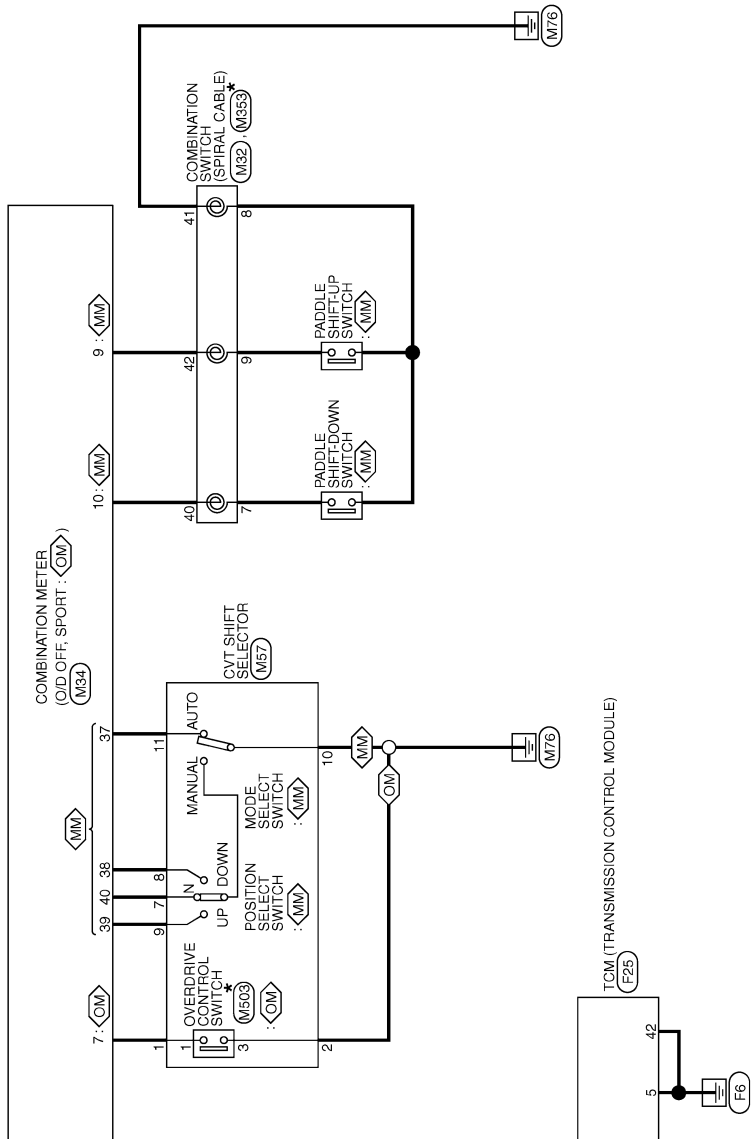 COMBINATION METER
(O/D OFF, SPORT : OM )
M34
MM
7 : OM
39
40
38
37
10 : MM
9 : MM
1
9
7
8
11
40
42
41
COMBINATION
SWITCH
(SPIRAL CABLE)*
M32 , M353
7
9
8
OVERDRIVE
CONTROL
SWITCH*
M503
: OM
1
3
UP
N
DOWN
MANUAL
AUTO
POSITION
SELECT
SWITCH
: MM
MODE
SELECT
SWITCH
: MM
CVT SHIFT
SELECTOR
M57
2
10
MM
OM
M76
PADDLE
SHIFT-DOWN
SWITCH
: MM
PADDLE
SHIFT-UP
SWITCH
: MM
M76
TCM (TRANSMISSION CONTROL MODULE)
F25
5
42
F6